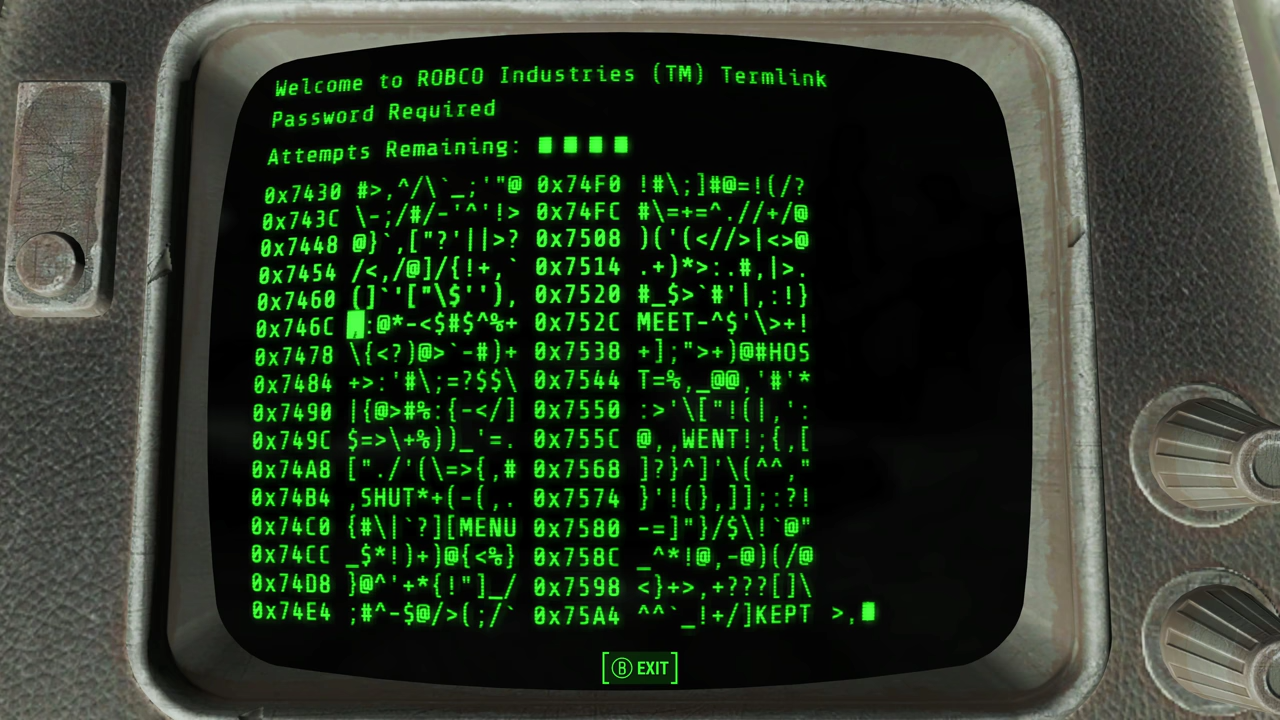 Welcome to ROBCO Industries (TM) Termlink
Password Required
Attempts Remaining: ■ ■ ■ ■
0x7430 #>,^/\`_;'"@ 0x74F0 !#\;]#@=!(/?
0x743C \-;/#/-'^'!> 0x74FC #\=+=^.//+/@
0x7448 @}`,["?'||>? 0x7508 )('(<//>|<>@
0x7454 /<,/@]/{!+,` 0x7514 .+)*>:.#,|>.
0x7460 (]`'["\$''), 0x7520 #_$>`#'|,:!}
0x746C ,:@*-<$#$^%+ 0x752C MEET-^$'\>+!
0x7478 \{<?)@>`-#)+ 0x7538 +];">+)@#HOS
0x7484 +>:'#\;=?$$\ 0x7544 T=%,_@@,'#'*
0x7490 |{@>#%:{-</] 0x7550 :>'\["!(|,':
0x749C $=>\+%))_'=. 0x755C @,,WENT!;{,[
0x74A8 ["./'(\=>{,# 0x7568 ]?}^]'\(^^,"
0x74B4 ,SHUT*+(-(,. 0x7574 }'!(},]];:?!
0x74C0 {#\|`?][MENU 0x7580 -=]"}/$\!`@"
0x74CC _$*!)+)@{<%} 0x758C _^*!@,-@)(/@
0x74D8 }@^'+*{!"]_/ 0x7598 <}+>,+???[]\
0x74E4 ;#^-$@/>(;/` 0x75A4 ^^`_!+/]KEPT >,■
Ⓑ EXIT